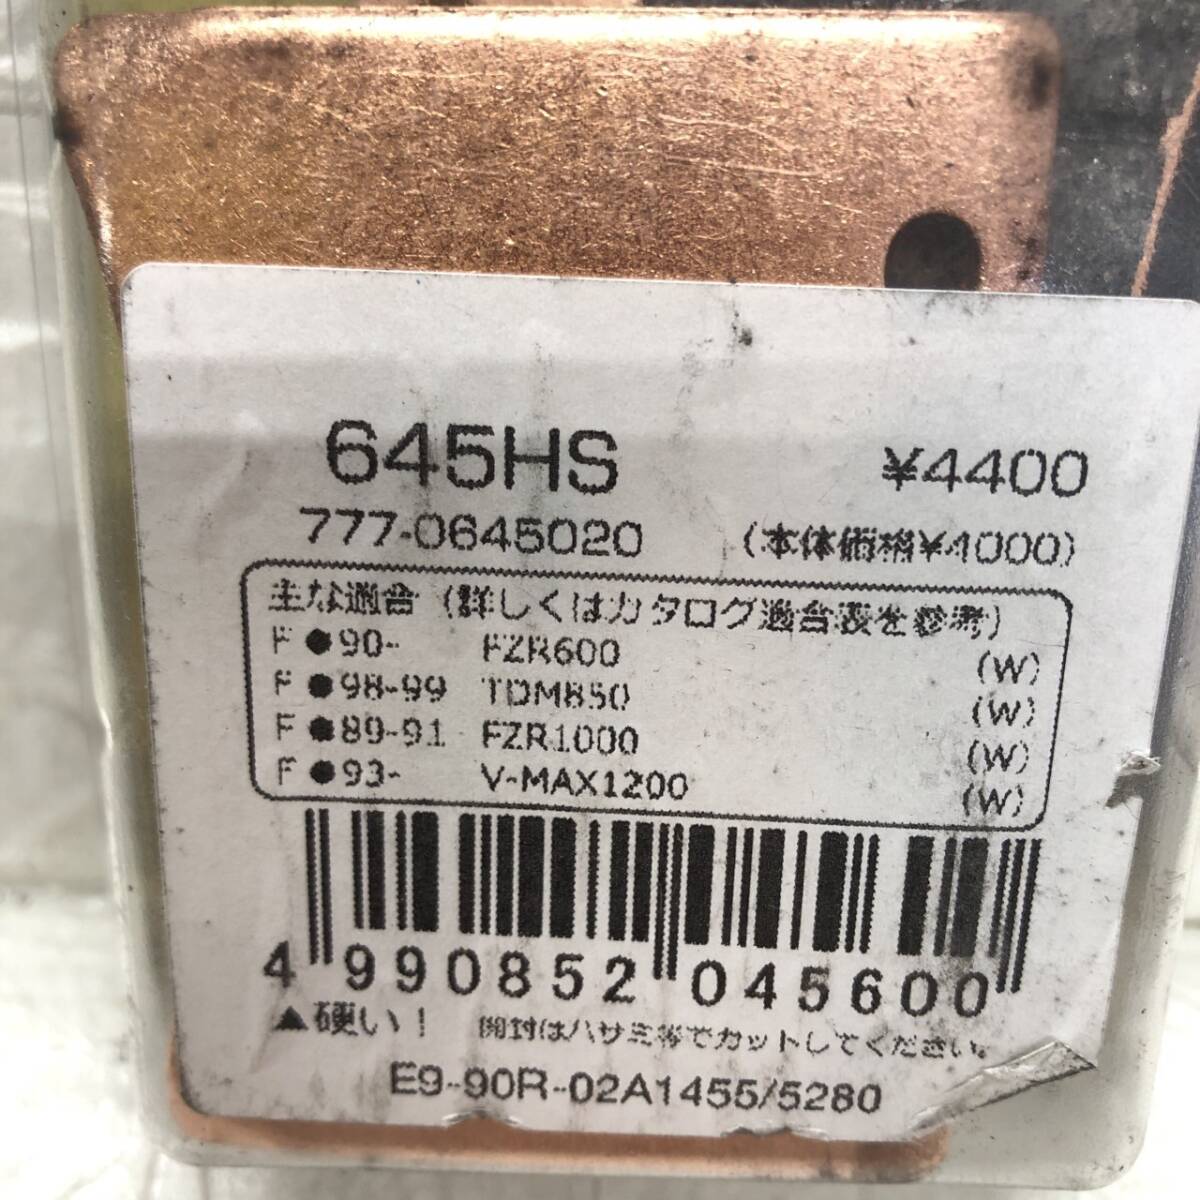 645HS ¥4400
777-0645020 (本体価格¥4000)
主な適合 (詳しくはカタログ適合表を参考)
F ●90- FZR600 (W)
F ●98-99 TDM850 (W)
F ●89-91 FZR1000 (W)
F ●93- V-MAX1200 (W)
4 990852 045600
▲硬い! 開封はハサミ等でカットしてください。
E9-90R-02A1455/5280